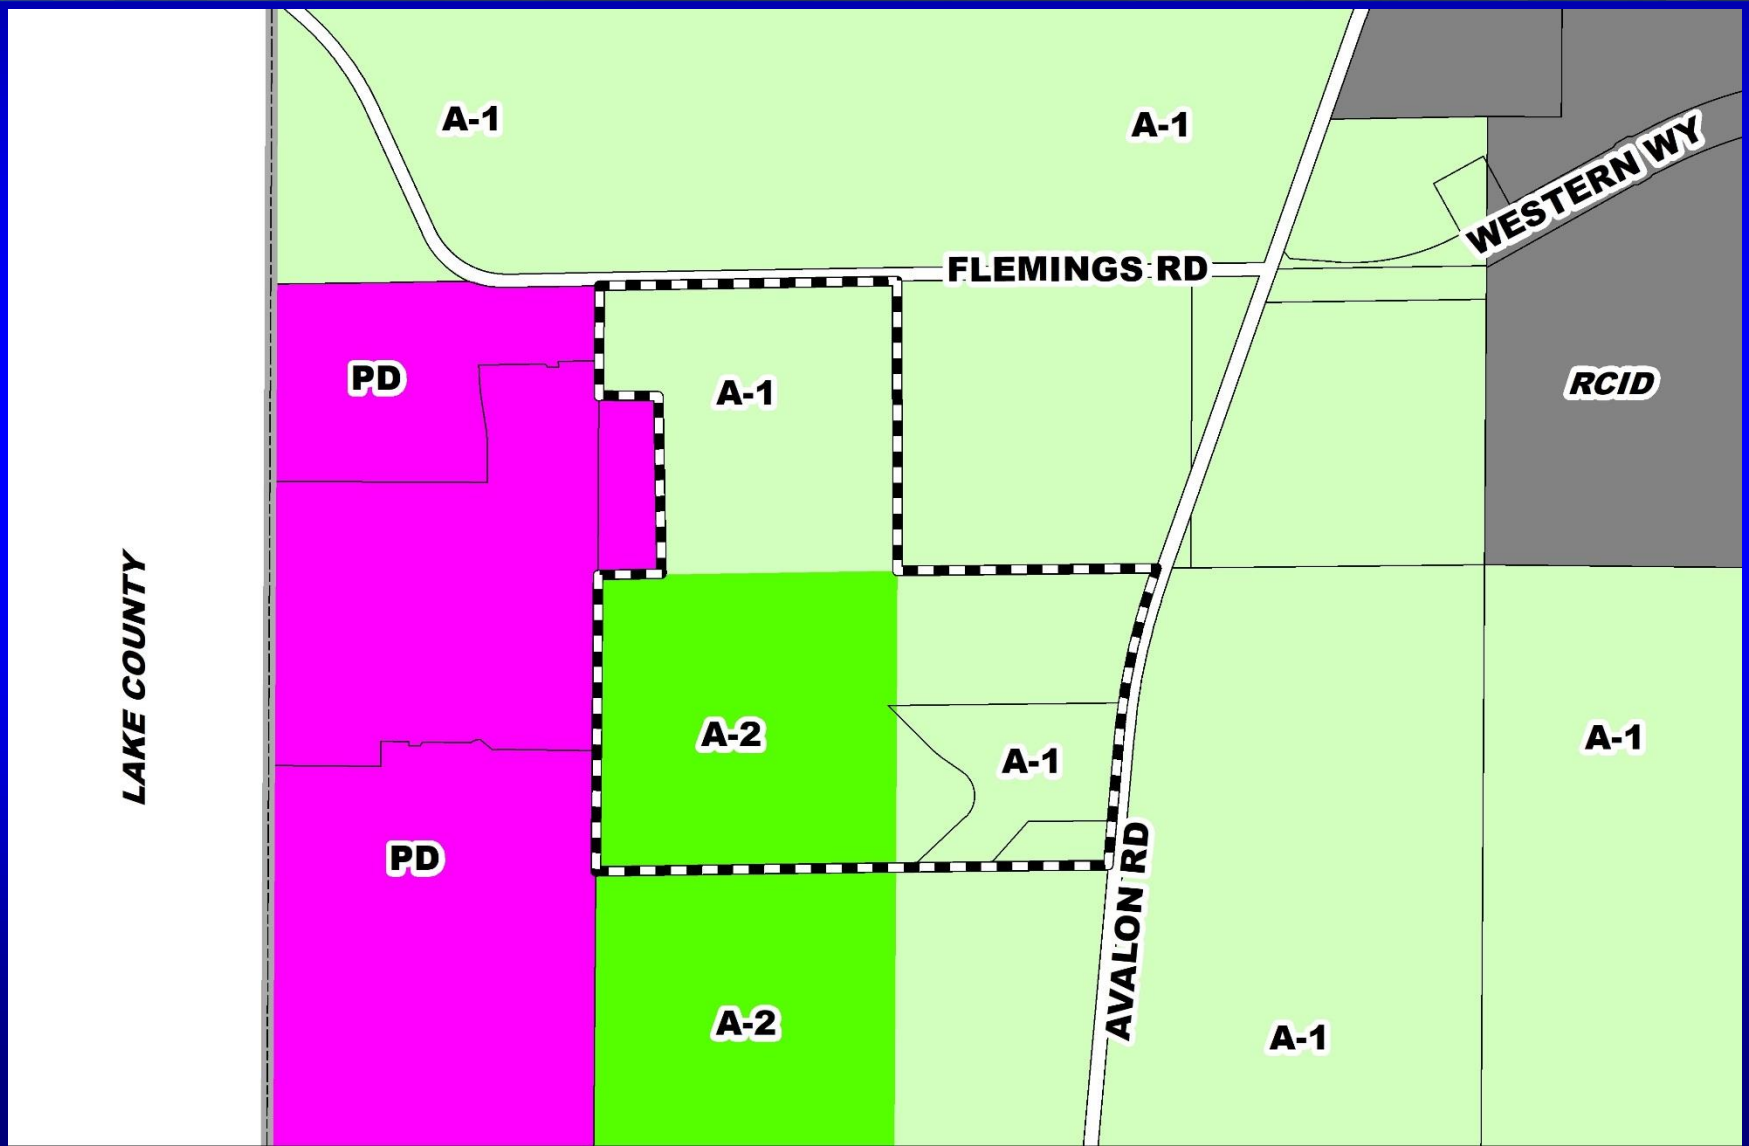 A-1
A-1
WESTERN WY
FLEMINGS RD
PD
A-1
RCID
LAKE COUNTY
A-2
A-1
A-1
PD
AVALON RD
A-2
A-1